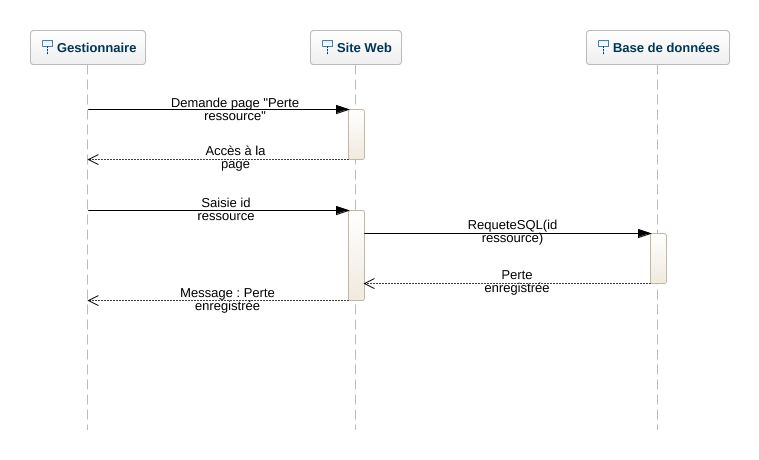 Gestionnaire
Site Web
Base de données
Demande page "Perte
ressource"
Accès à la
page
Saisie id
ressource
RequeteSQL(id
ressource)
Perte
enregistrée
Message : Perte
enregistrée